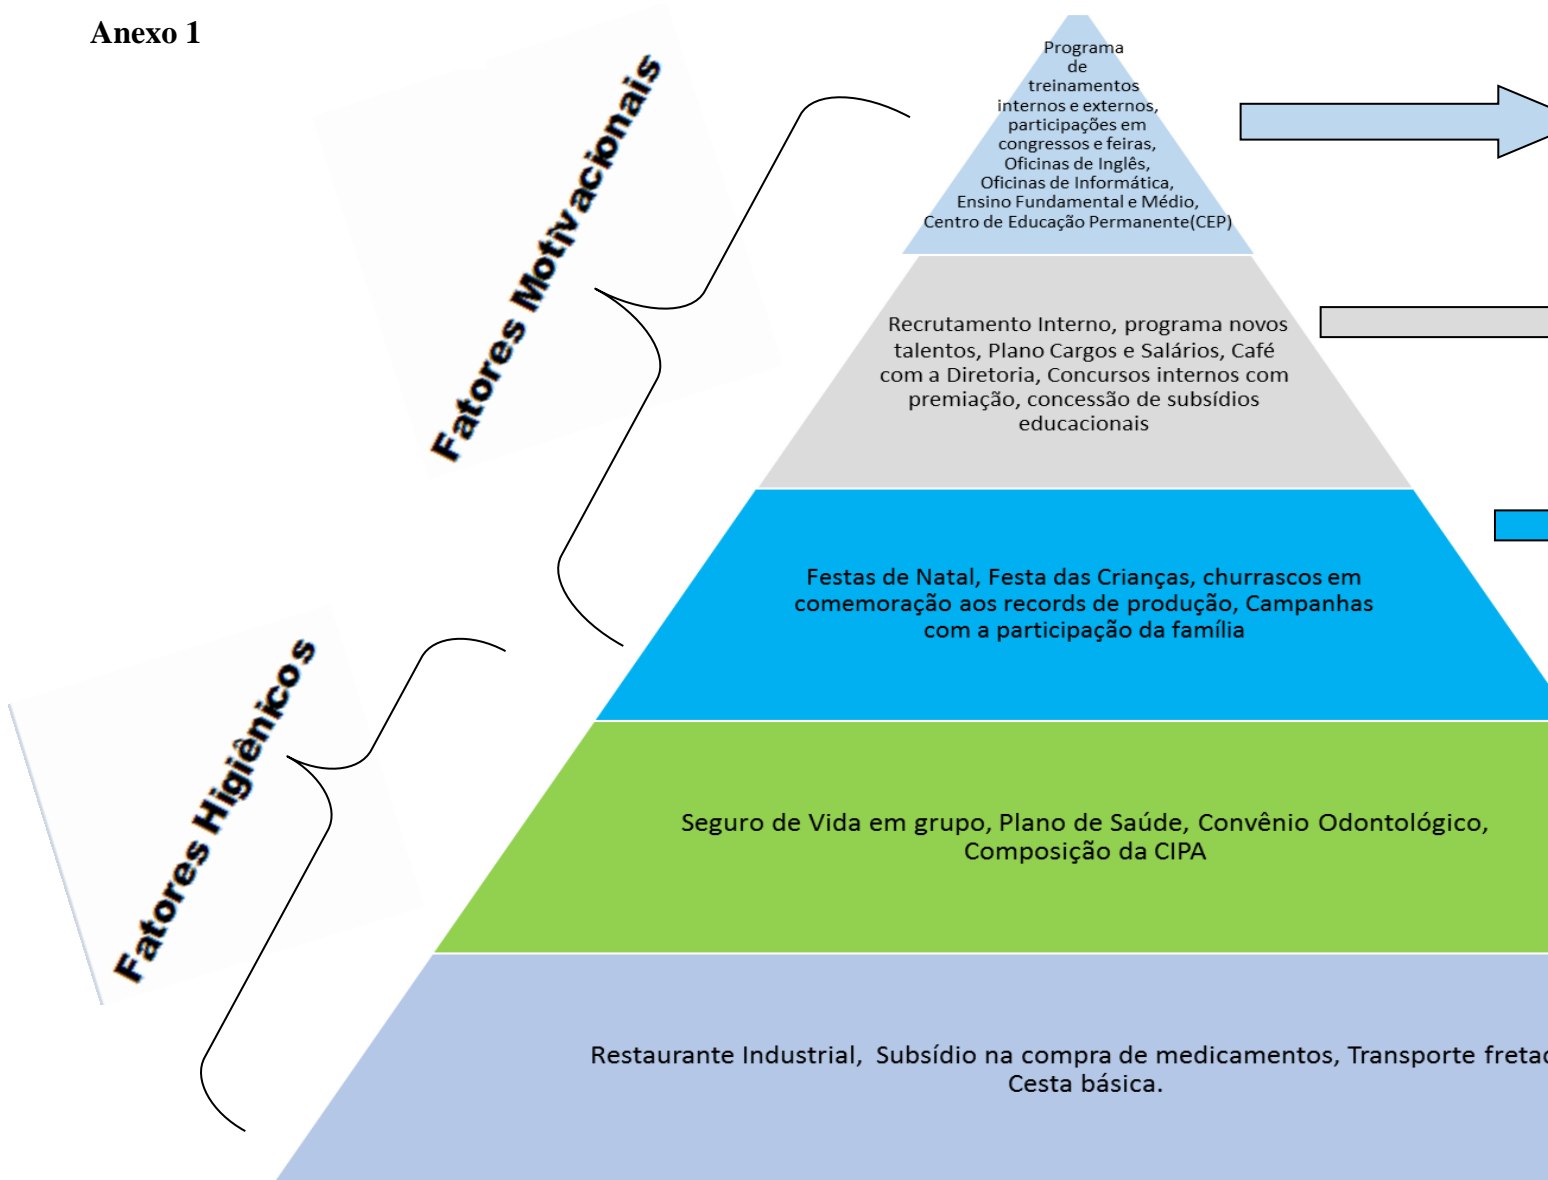 Anexo 1
Fatores Motivacionais
Programa
de
treinamentos
internos e externos,
participações em
congressos e feiras,
Oficinas de Inglês,
Oficinas de Informática,
Ensino Fundamental e Médio,
Centro de Educação Permanente(CEP)
Recrutamento Interno, programa novos
talentos, Plano Cargos e Salários, Café
com a Diretoria, Concursos internos com
premiação, concessão de subsídios
educacionais
Festas de Natal, Festa das Crianças, churrascos em
comemoração aos records de produção, Campanhas
com a participação da família
Fatores Higiênicos
Seguro de Vida em grupo, Plano de Saúde, Convênio Odontológico,
Composição da CIPA
Restaurante Industrial, Subsídio na compra de medicamentos, Transporte
Cesta básica.